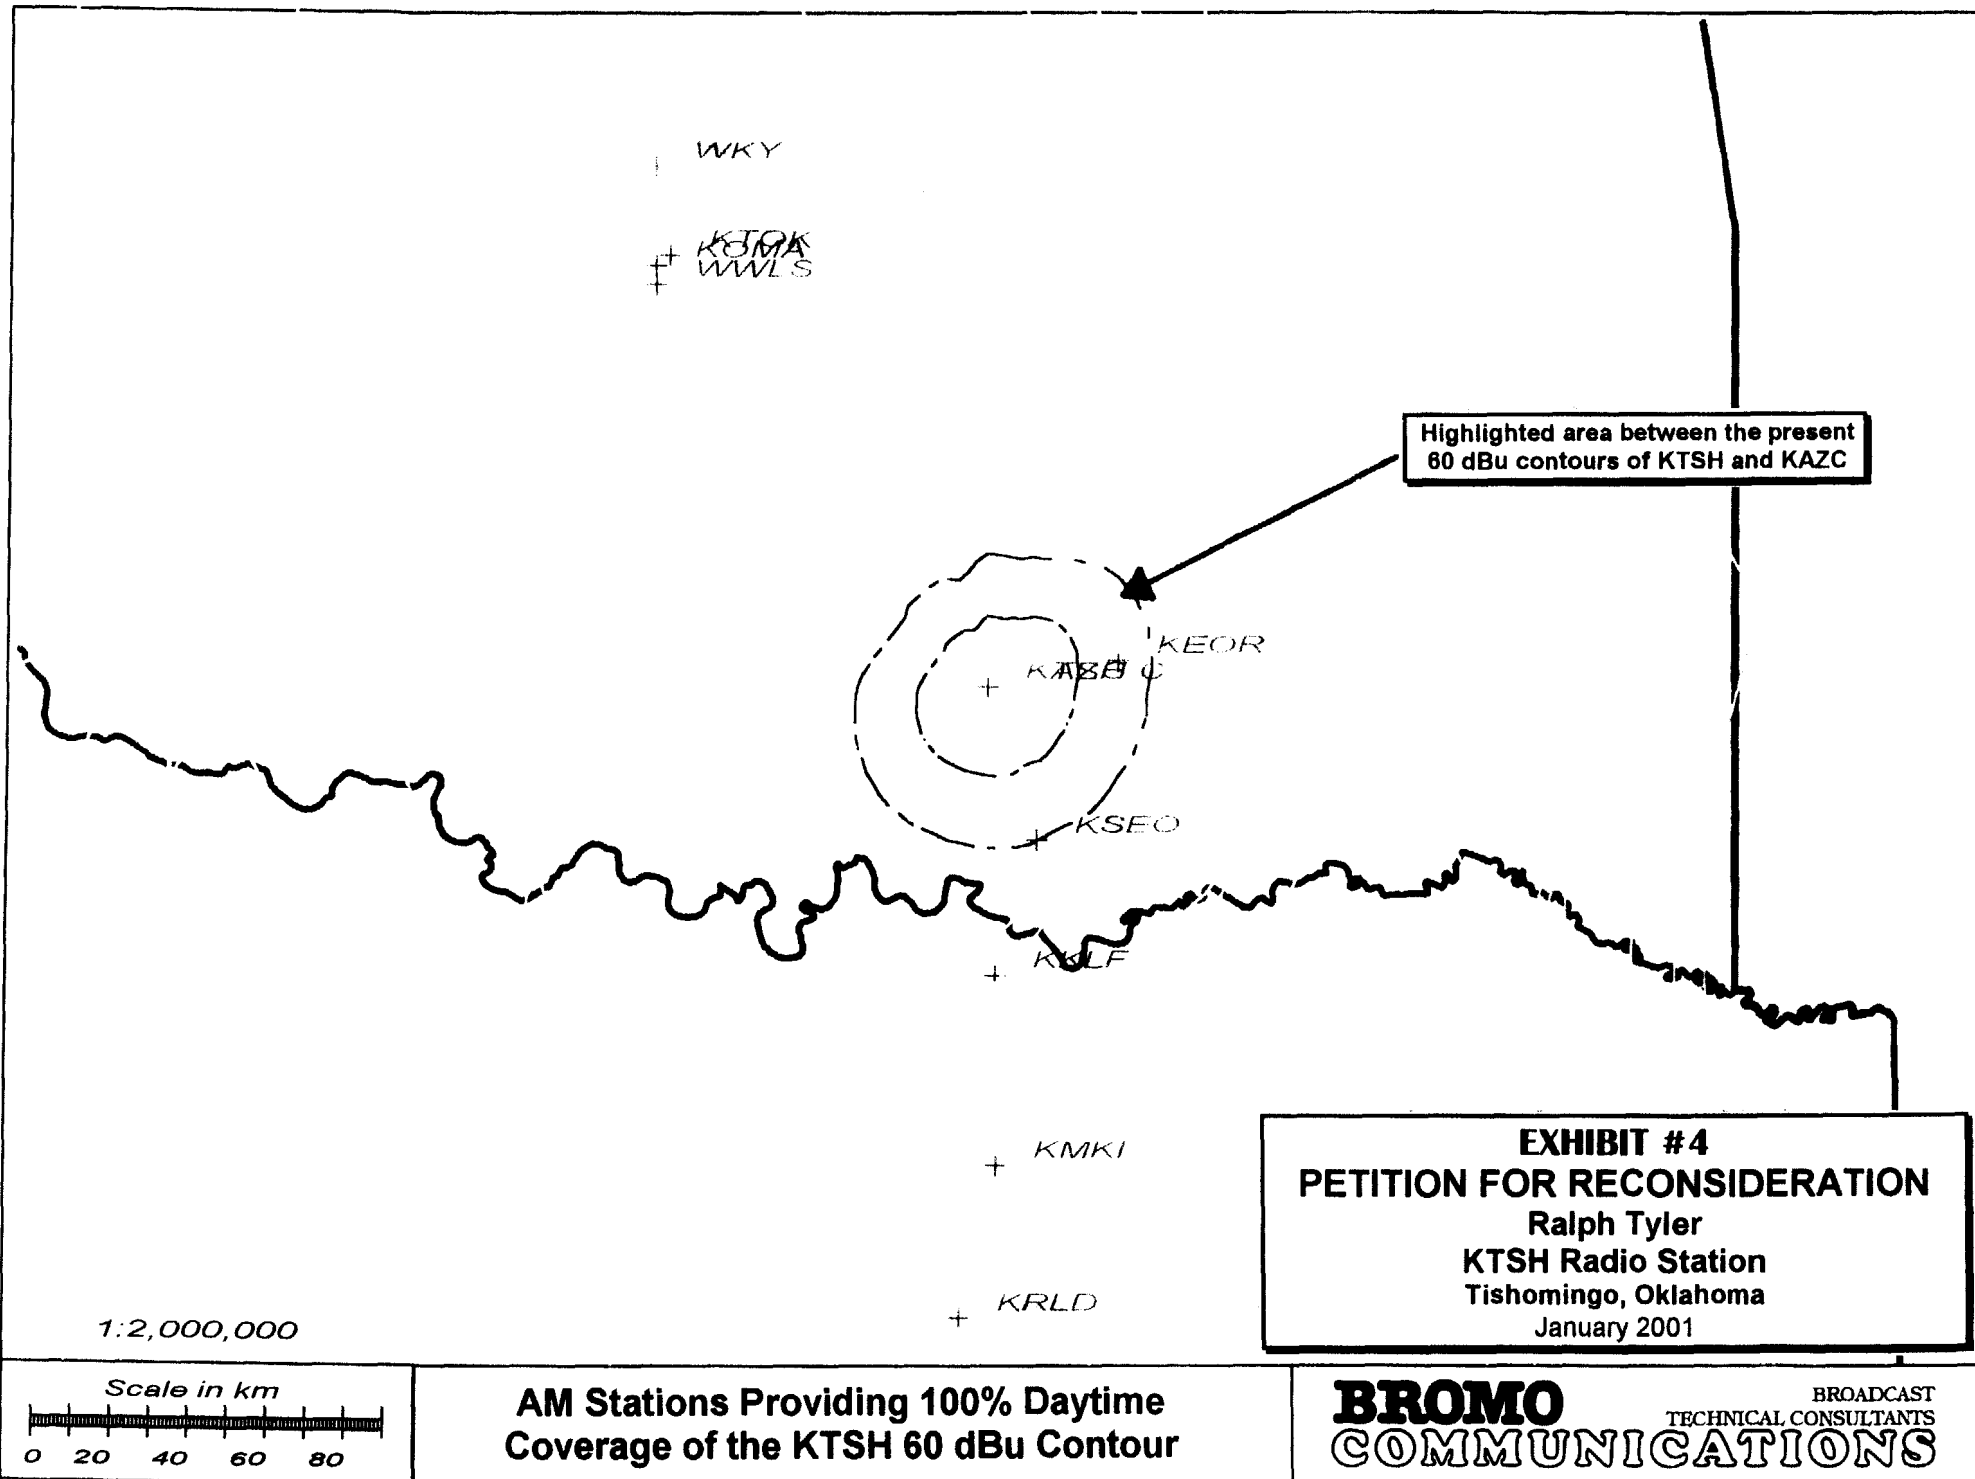 WKY
KTOK
KOMA
WWLS
Highlighted area between the present
60 dBu contours of KTSH and KAZC
KEOR
KSEO
KKLF
KMKI
KRLD
EXHIBIT #4
PETITION FOR RECONSIDERATION
Ralph Tyler
KTSH Radio Station
Tishomingo, Oklahoma
January 2001
1:2,000,000
Scale in km
0 20 40 60 80
AM Stations Providing 100% Daytime
Coverage of the KTSH 60 dBu Contour
BROMO
COMMUNICATIONS
BROADCAST
TECHNICAL CONSULTANTS